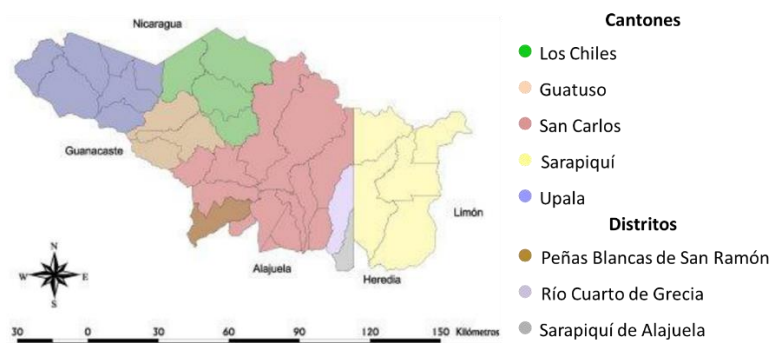 Nicaragua
Guanacaste
Alajuela
Heredia
Limón
N
W E
S
30 0 30 60 90 120 150 Kilómetros
Cantones
Los Chiles
Guatuso
San Carlos
Sarapiquí
Upala
Distritos
Peñas Blancas de San Ramón
Río Cuarto de Grecia
Sarapiquí de Alajuela